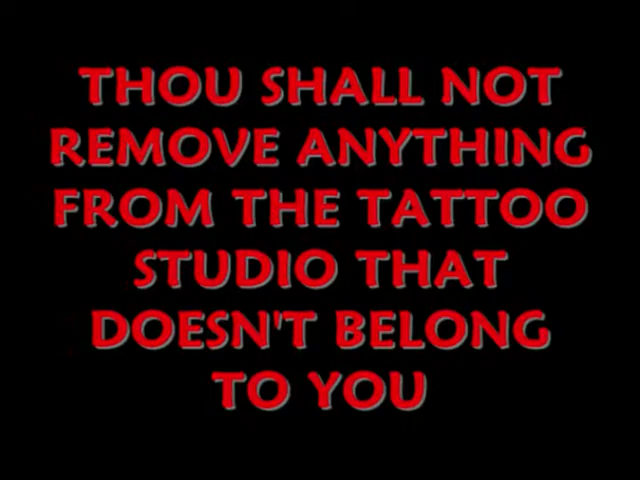 THOU SHALL NOT
REMOVE ANYTHING
FROM THE TATTOO
STUDIO THAT
DOESN'T BELONG
TO YOU